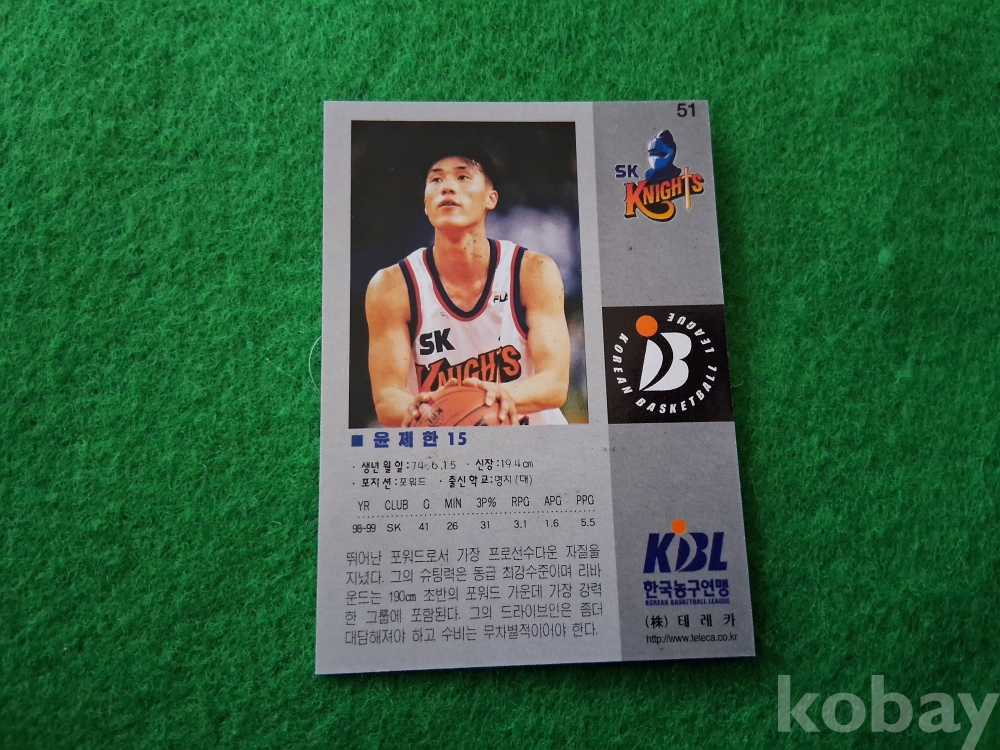 51
SK
KNIGHTS
FILA
SK
KNIGHTS
KOREAN BASKETBALL LEAGUE
■ 윤제한 15
· 생년월일:74.6.15 · 신장:194cm
· 포지션:포워드 · 출신학교:명지(대)
YR CLUB G MIN 3P% RPG APG PPG
98-99 SK 41 26 31 3.1 1.6 5.5
뛰어난 포워드로서 가장 프로선수다운 자질을
지녔다. 그의 슈팅력은 동급 최강수준이며 리바
운드는 190cm 초반의 포워드 가운데 가장 강력
한 그룹에 포함된다. 그의 드라이브인은 좀더
대담해져야 하고 수비는 무차별적이어야 한다.
KBL
한국농구연맹
KOREAN BASKETBALL LEAGUE
(株) 테레카
http://www.teleca.co.kr
kobay